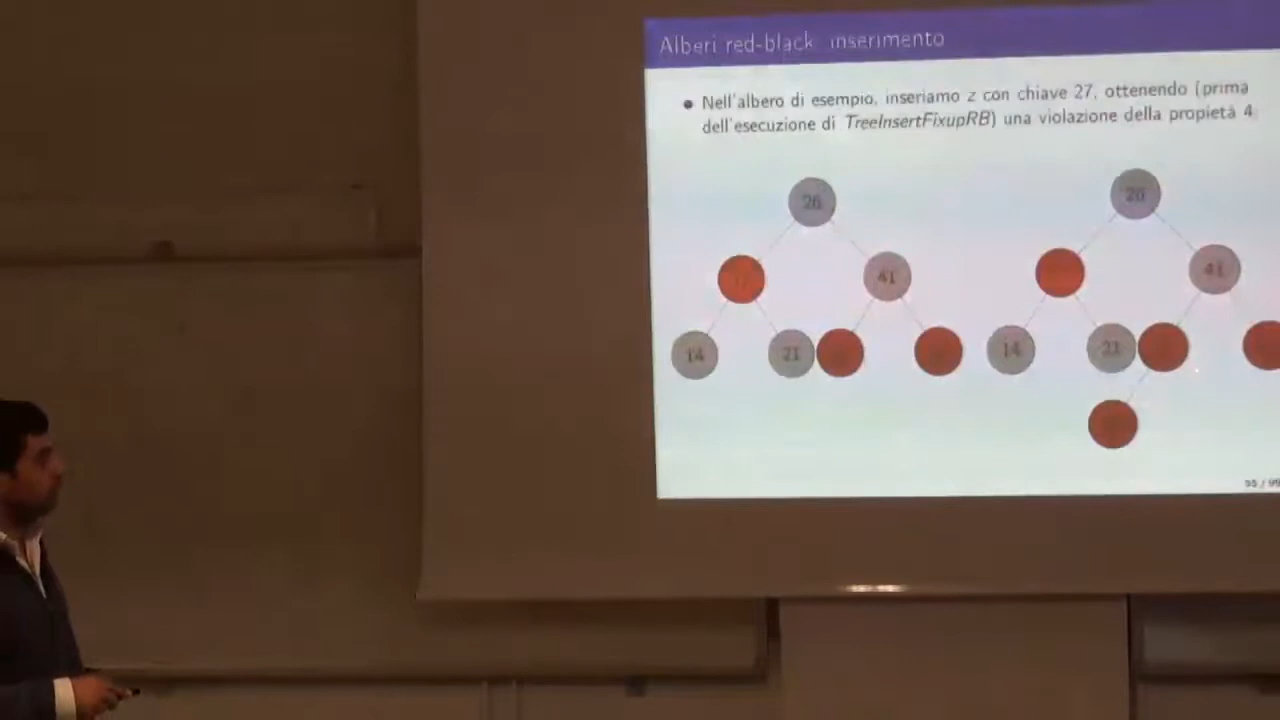 Alberi red-black inserimento
Nell'albero di esempio, inseriamo z con chiave 27, ottenendo (prima
dell'esecuzione di TreeInsertFixupRB) una violazione della propietà 4
26
26
41
41
14
21
14
21